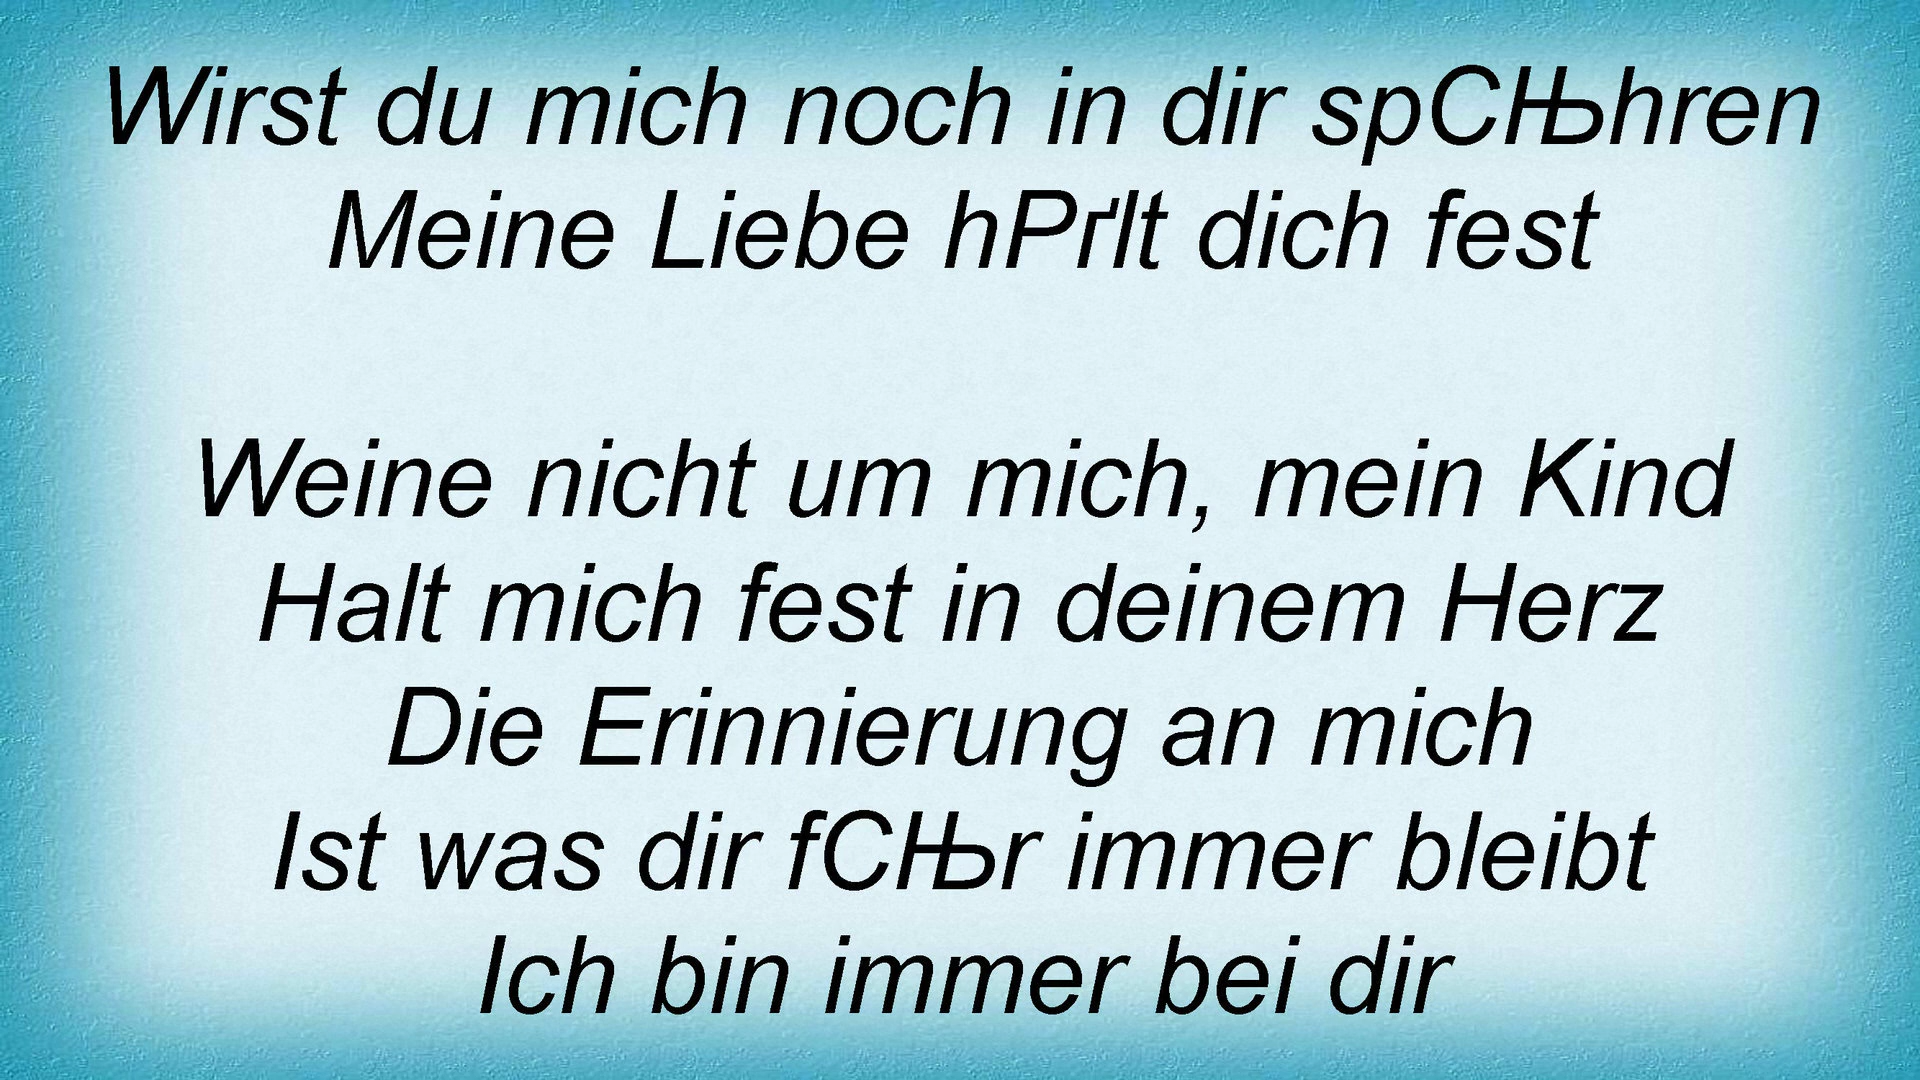 Wirst du mich noch in dir spCЊhren
Meine Liebe hPґlt dich fest
Weine nicht um mich, mein Kind
Halt mich fest in deinem Herz
Die Erinnierung an mich
Ist was dir fCЊr immer bleibt
Ich bin immer bei dir